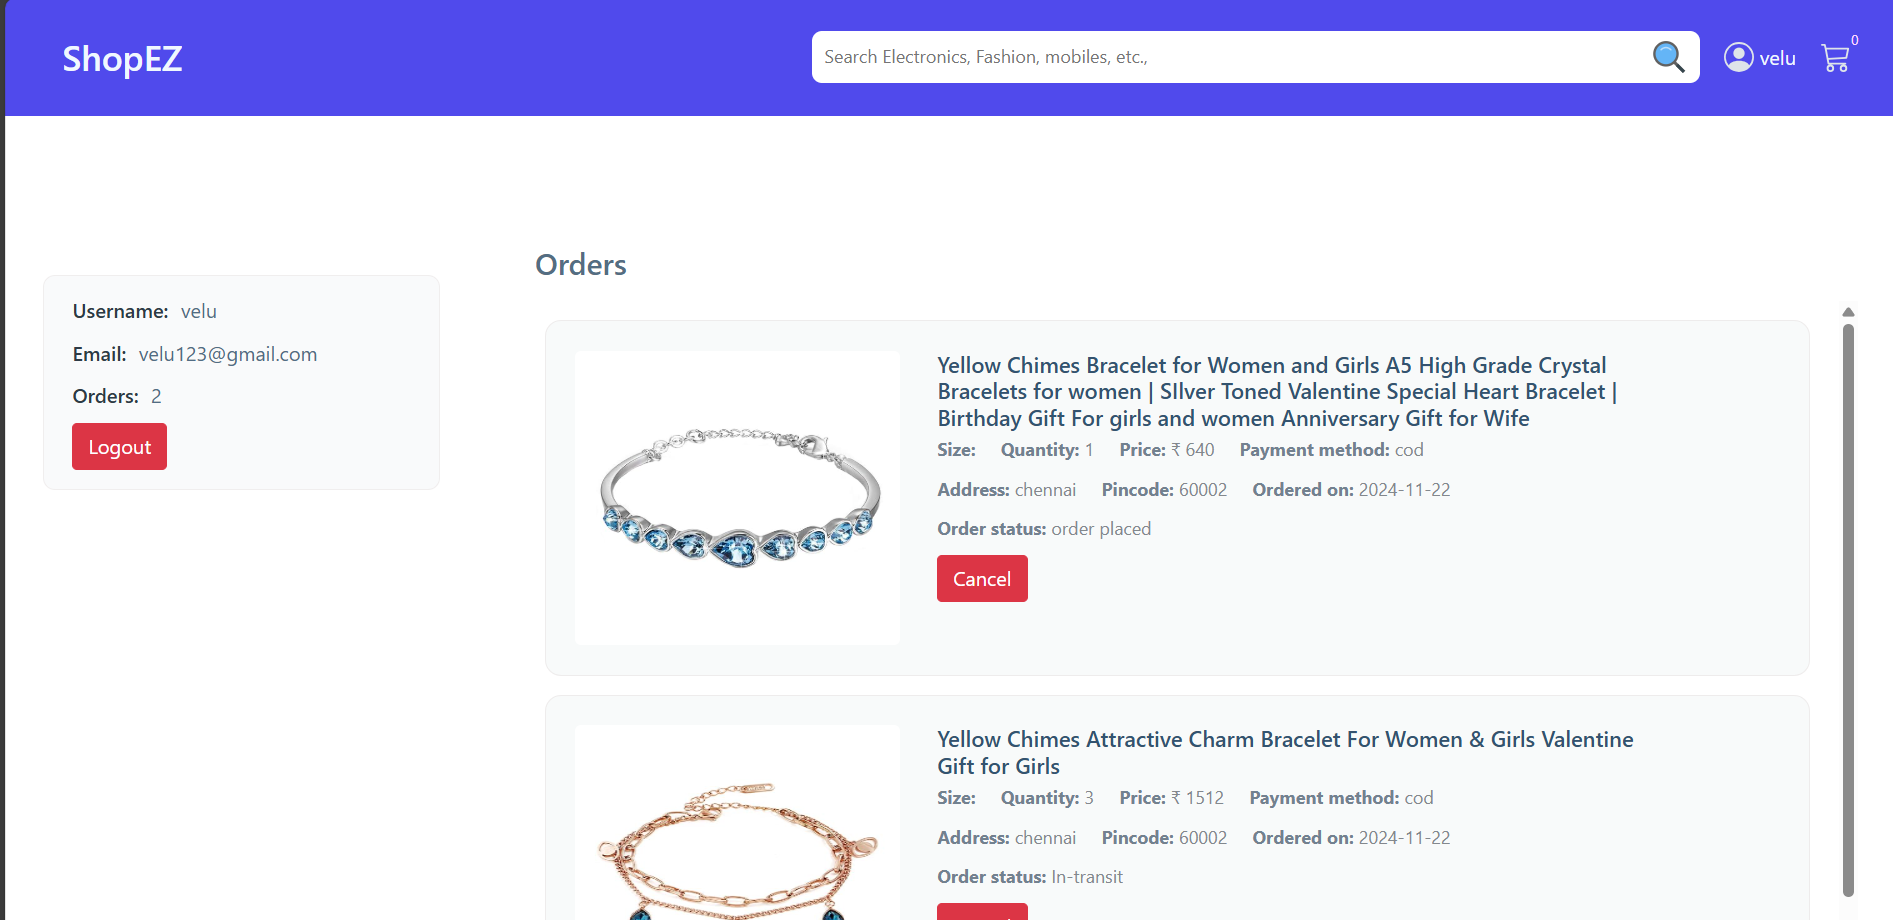 ShopEZ
Search Electronics, Fashion, mobiles, etc.,
velu
0
Username: velu
Email: velu123@gmail.com
Orders: 2
Logout
Orders
Yellow Chimes Bracelet for Women and Girls A5 High Grade Crystal
Bracelets for women | SIlver Toned Valentine Special Heart Bracelet |
Birthday Gift For girls and women Anniversary Gift for Wife
Size: Quantity: 1 Price: ₹ 640 Payment method: cod
Address: chennai Pincode: 60002 Ordered on: 2024-11-22
Order status: order placed
Cancel
Yellow Chimes Attractive Charm Bracelet For Women & Girls Valentine
Gift for Girls
Size: Quantity: 3 Price: ₹ 1512 Payment method: cod
Address: chennai Pincode: 60002 Ordered on: 2024-11-22
Order status: In-transit